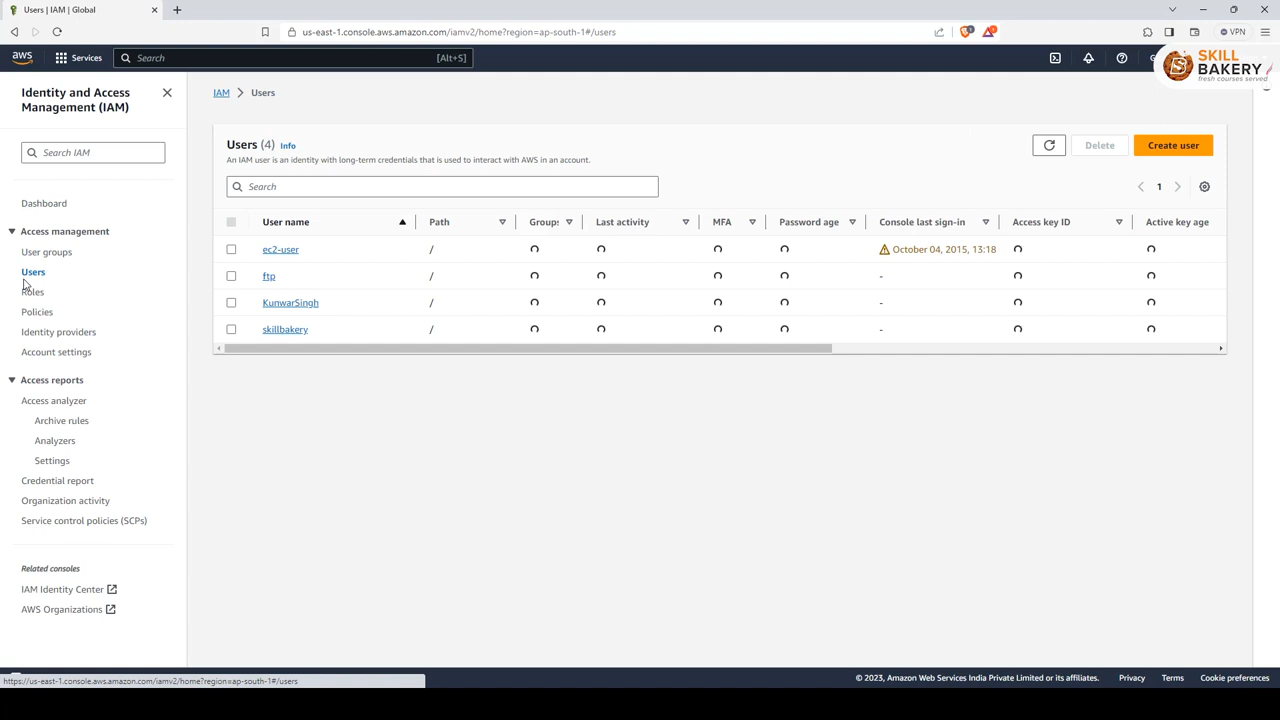 Users | IAM | Global
us-east-1.console.aws.amazon.com/iamv2/home?region=ap-south-1#/users
VPN
aws
Services
Search
[Alt+S]
SKILL
BAKERY
fresh courses served
Identity and Access
Management (IAM)
Search IAM
Dashboard
Access management
User groups
Users
Roles
Policies
Identity providers
Account settings
Access reports
Access analyzer
Archive rules
Analyzers
Settings
Credential report
Organization activity
Service control policies (SCPs)
Related consoles
IAM Identity Center
AWS Organizations
IAM > Users
Users (4) Info
An IAM user is an identity with long-term credentials that is used to interact with AWS in an account.
Delete
Create user
Search
1
User name Path Groups Last activity MFA Password age Console last sign-in Access key ID Active key age
ec2-user / October 04, 2015, 13:18
ftp / -
KunwarSingh / -
skillbakery / -
https://us-east-1.console.aws.amazon.com/iamv2/home?region=ap-south-1#/users
© 2023, Amazon Web Services India Private Limited or its affiliates. Privacy Terms Cookie preferences